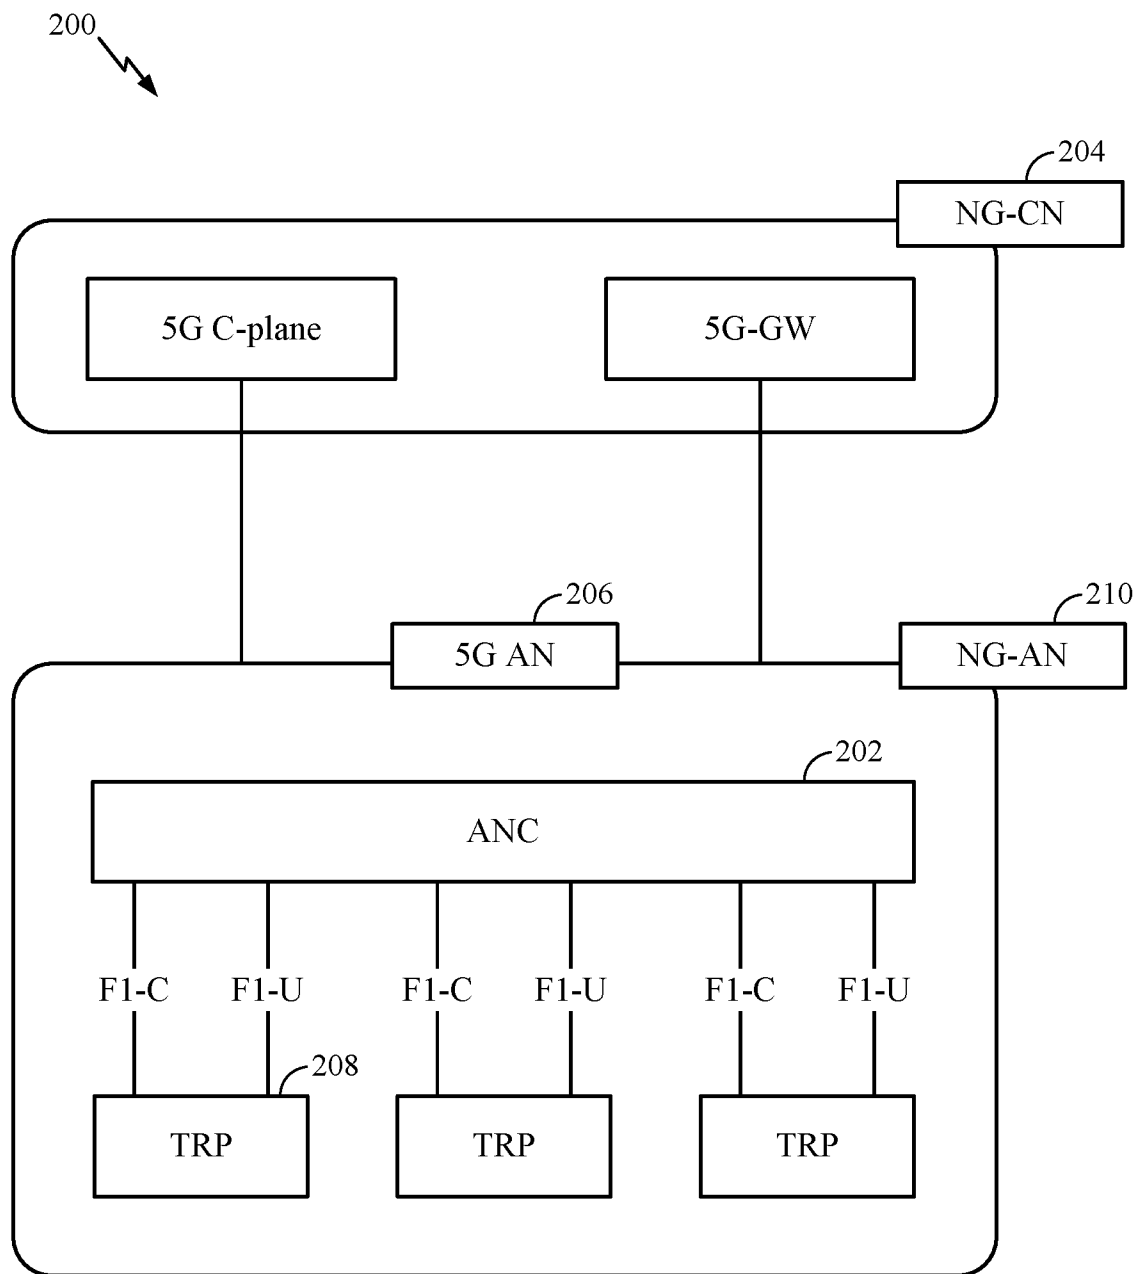 200
204
NG-CN
5G C-plane
5G-GW
206
210
5G AN
NG-AN
202
ANC
F1-C
F1-U
F1-C
F1-U
F1-C
F1-U
208
TRP
TRP
TRP